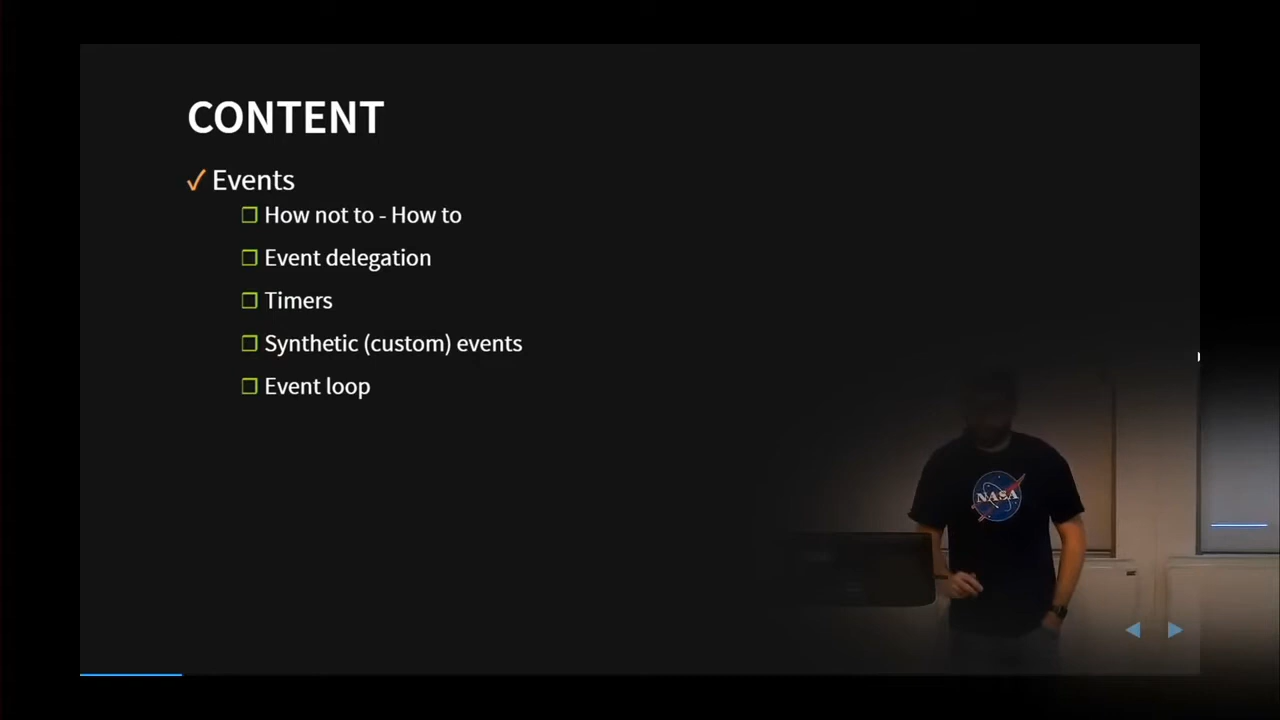 CONTENT
✓ Events
❒ How not to - How to
❒ Event delegation
❒ Timers
❒ Synthetic (custom) events
❒ Event loop
NASA